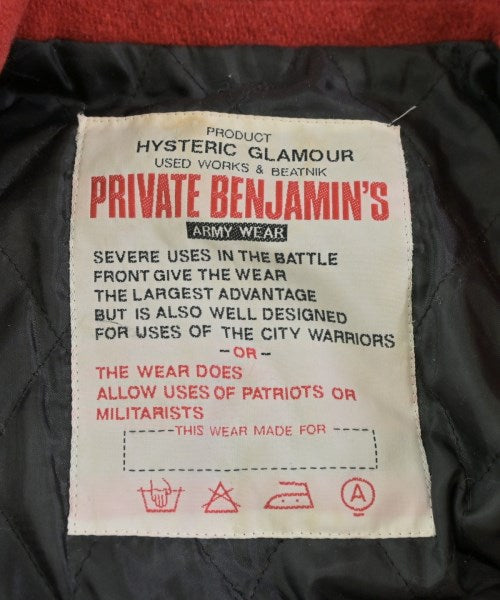 PRODUCT
HYSTERIC GLAMOUR
USED WORKS & BEATNIK
PRIVATE BENJAMIN'S
ARMY WEAR
SEVERE USES IN THE BATTLE
FRONT GIVE THE WEAR
THE LARGEST ADVANTAGE
BUT IS ALSO WELL DESIGNED
FOR USES OF THE CITY WARRIORS
- OR -
THE WEAR DOES
ALLOW USES OF PATRIOTS OR
MILITARISTS
THIS WEAR MADE FOR
A